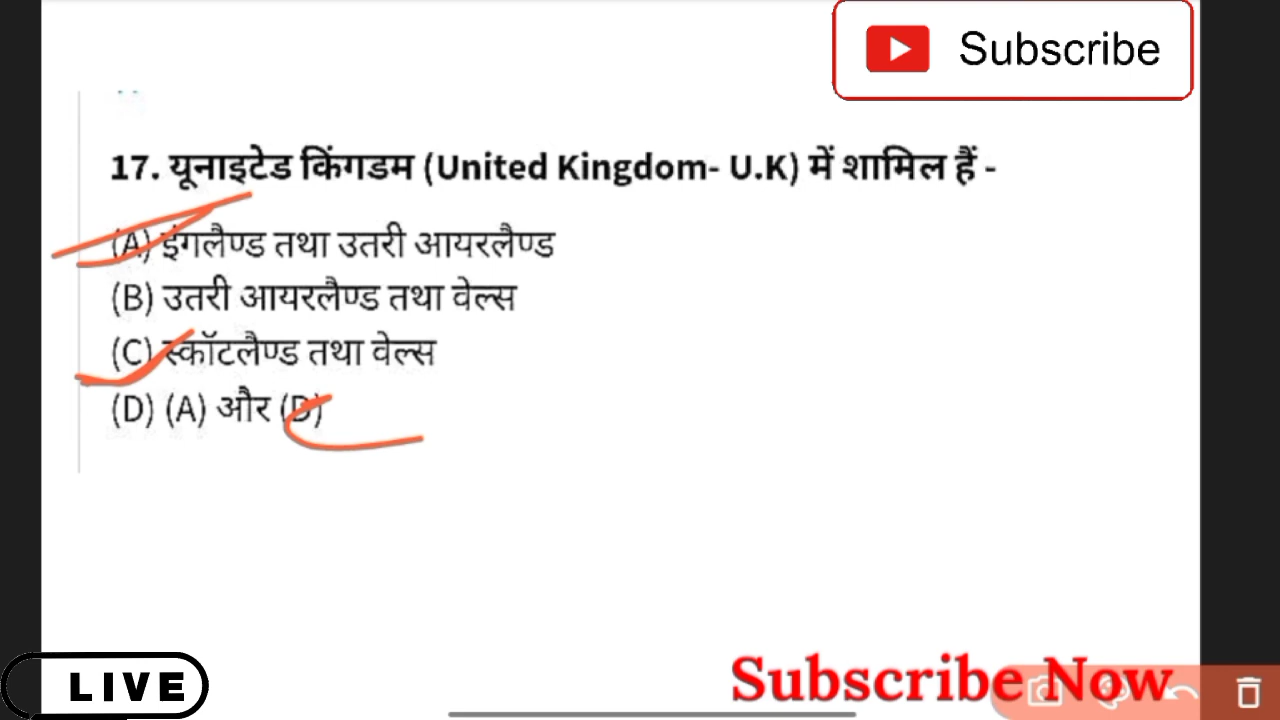 Subscribe
17. यूनाइटेड किंगडम (United Kingdom- U.K) में शामिल हैं -
(A) इंगलैण्ड तथा उतरी आयरलैण्ड
(B) उतरी आयरलैण्ड तथा वेल्स
(C) स्कॉटलैण्ड तथा वेल्स
(D) (A) और (D)
LIVE
Subscribe Now